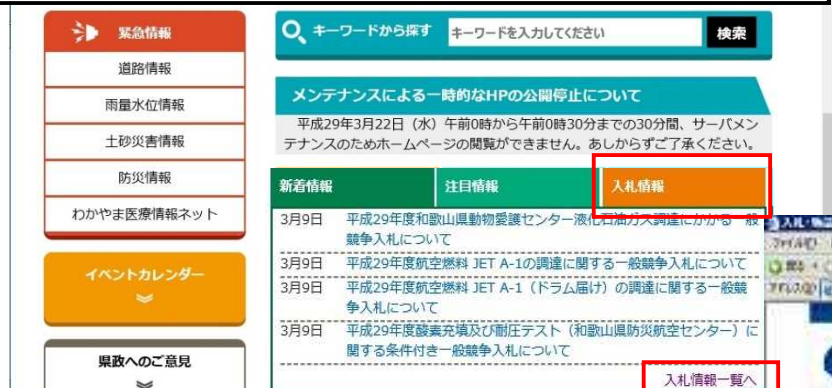 緊急情報
道路情報
雨量水位情報
土砂災害情報
防災情報
わかやま医療情報ネット
イベントカレンダー
県政へのご意見
キーワードから探す
キーワードを入力してください
検索
メンテナンスによる一時的なHPの公開停止について
平成29年3月22日（水）午前0時から午前0時30分までの30分間、サーバメン
テナンスのためホームページの閲覧ができません。あしからずご了承ください。
新着情報 注目情報 入札情報
3月9日 平成29年度和歌山県動物愛護センター液化石油ガス調達にかかる一般
競争入札について
3月9日 平成29年度航空燃料 JET A-1の調達に関する一般競争入札について
3月9日 平成29年度航空燃料 JET A-1（ドラム届け）の調達に関する一般競
争入札について
3月9日 平成29年度酸素充填及び耐圧テスト（和歌山県防災航空センター）に
関する条件付き一般競争入札について
入札情報一覧へ